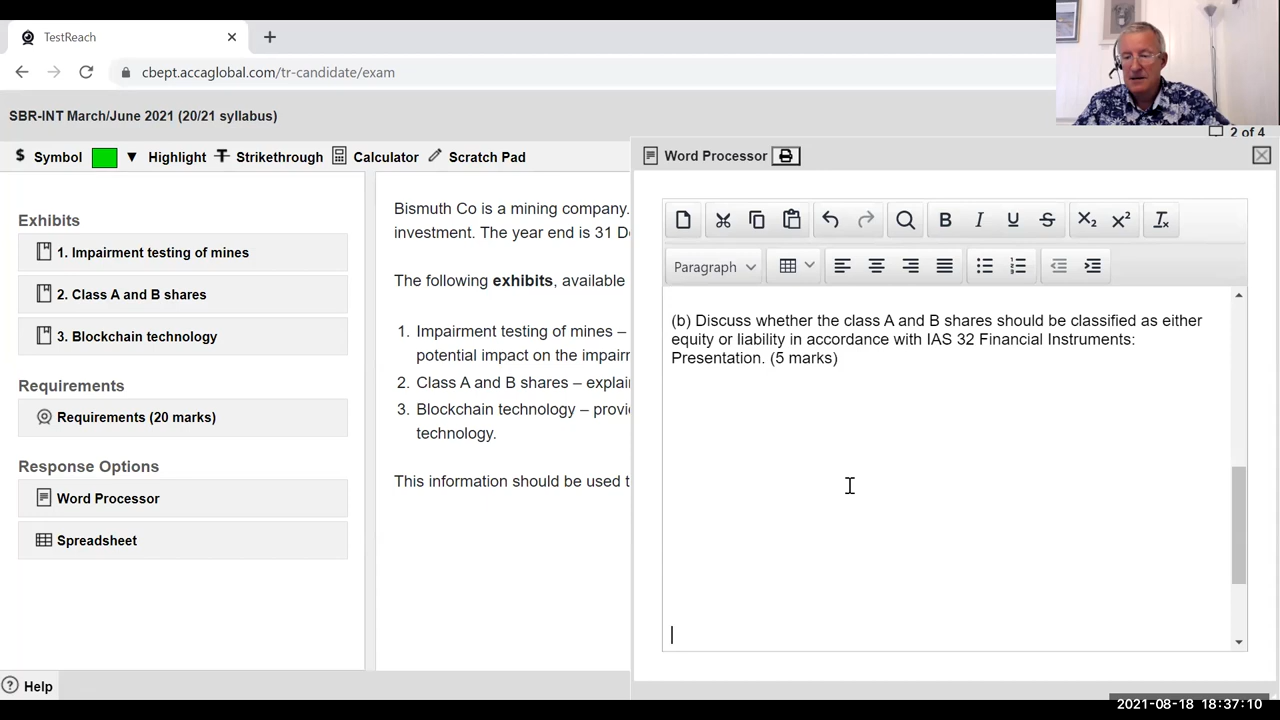 TestReach
cbept.accaglobal.com/tr-candidate/exam
SBR-INT March/June 2021 (20/21 syllabus)
2 of 4
$ Symbol Highlight Strikethrough Calculator Scratch Pad
Exhibits
1. Impairment testing of mines
2. Class A and B shares
3. Blockchain technology
Requirements
Requirements (20 marks)
Response Options
Word Processor
Spreadsheet
Help
Bismuth Co is a mining company.
investment. The year end is 31 D
The following exhibits, available
1. Impairment testing of mines –
potential impact on the impairm
2. Class A and B shares – explai
3. Blockchain technology – provi
technology.
This information should be used t
Word Processor
B I U S X₂ X² Tx
Paragraph
(b) Discuss whether the class A and B shares should be classified as either
equity or liability in accordance with IAS 32 Financial Instruments:
Presentation. (5 marks)
2021-08-18 18:37:10